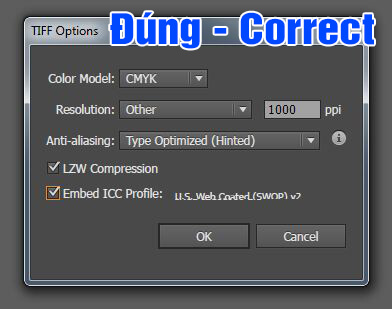 TIFF Options
Đúng - Correct
Color Model: CMYK
Resolution: Other 1000 ppi
Anti-aliasing: Type Optimized (Hinted)
LZW Compression
Embed ICC Profile: U.S. Web Coated (SWOP) v2
OK Cancel